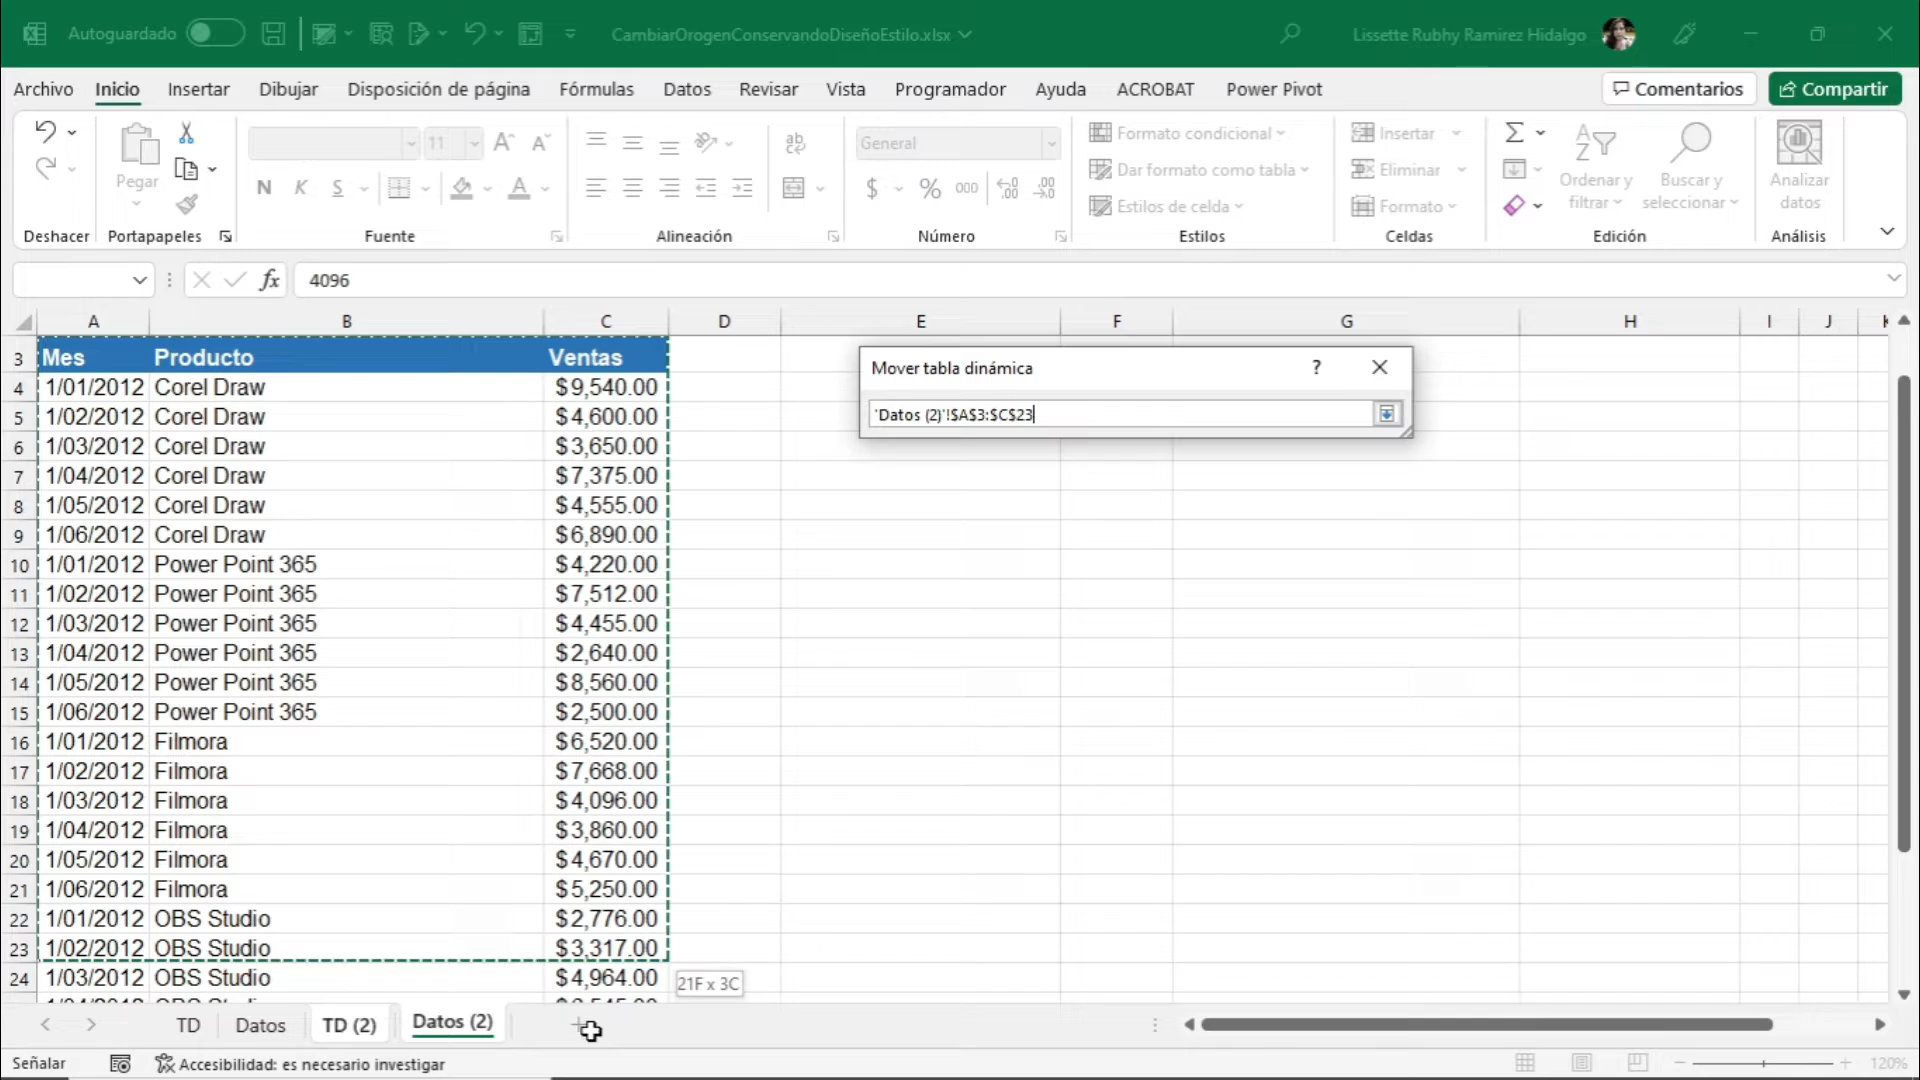 Autoguardado CambiarOrogenConservandoDiseñoEstilo.xlsx Lissette Rubhy Ramirez Hidalgo
Archivo Inicio Insertar Dibujar Disposición de página Fórmulas Datos Revisar Vista Programador Ayuda ACROBAT Power Pivot Comentarios Compartir
Pegar
11
N K S
General
$ % 000
Formato condicional
Dar formato como tabla
Estilos de celda
Insertar
Eliminar
Formato
Ordenar y filtrar
Buscar y seleccionar
Analizar datos
Deshacer Portapapeles Fuente Alineación Número Estilos Celdas Edición Análisis
fx 4096
A B C D E F G H I J K
3 Mes Producto Ventas
4 1/01/2012 Corel Draw $9,540.00
5 1/02/2012 Corel Draw $4,600.00
6 1/03/2012 Corel Draw $3,650.00
7 1/04/2012 Corel Draw $7,375.00
8 1/05/2012 Corel Draw $4,555.00
9 1/06/2012 Corel Draw $6,890.00
10 1/01/2012 Power Point 365 $4,220.00
11 1/02/2012 Power Point 365 $7,512.00
12 1/03/2012 Power Point 365 $4,455.00
13 1/04/2012 Power Point 365 $2,640.00
14 1/05/2012 Power Point 365 $8,560.00
15 1/06/2012 Power Point 365 $2,500.00
16 1/01/2012 Filmora $6,520.00
17 1/02/2012 Filmora $7,668.00
18 1/03/2012 Filmora $4,096.00
19 1/04/2012 Filmora $3,860.00
20 1/05/2012 Filmora $4,670.00
21 1/06/2012 Filmora $5,250.00
22 1/01/2012 OBS Studio $2,776.00
23 1/02/2012 OBS Studio $3,317.00
24 1/03/2012 OBS Studio $4,964.00
21F x 3C
Mover tabla dinámica ?
'Datos (2)'!$A$3:$C$23
TD Datos TD (2) Datos (2)
Señalar Accesibilidad: es necesario investigar 120%